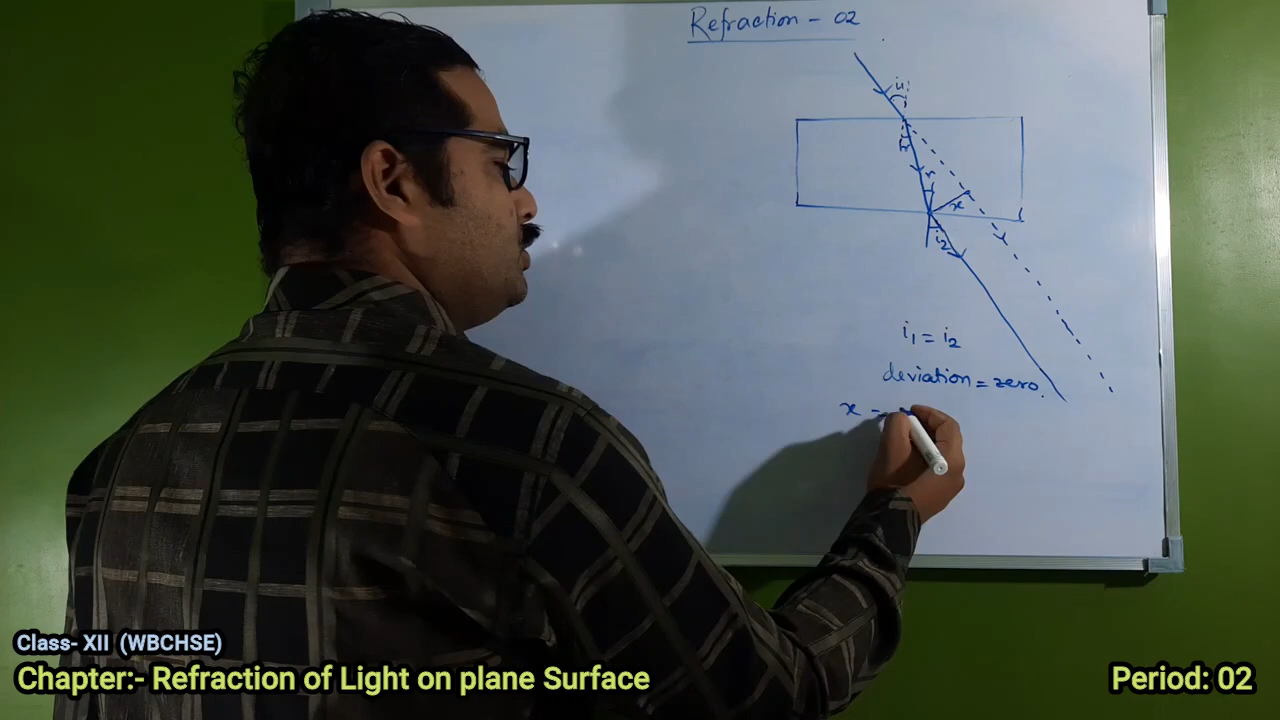 Refraction - 02
i₁
r
r
x
i₂
i₁ = i₂
deviation = zero.
x =
Class- XII (WBCHSE)
Chapter:- Refraction of Light on plane Surface
Period: 02